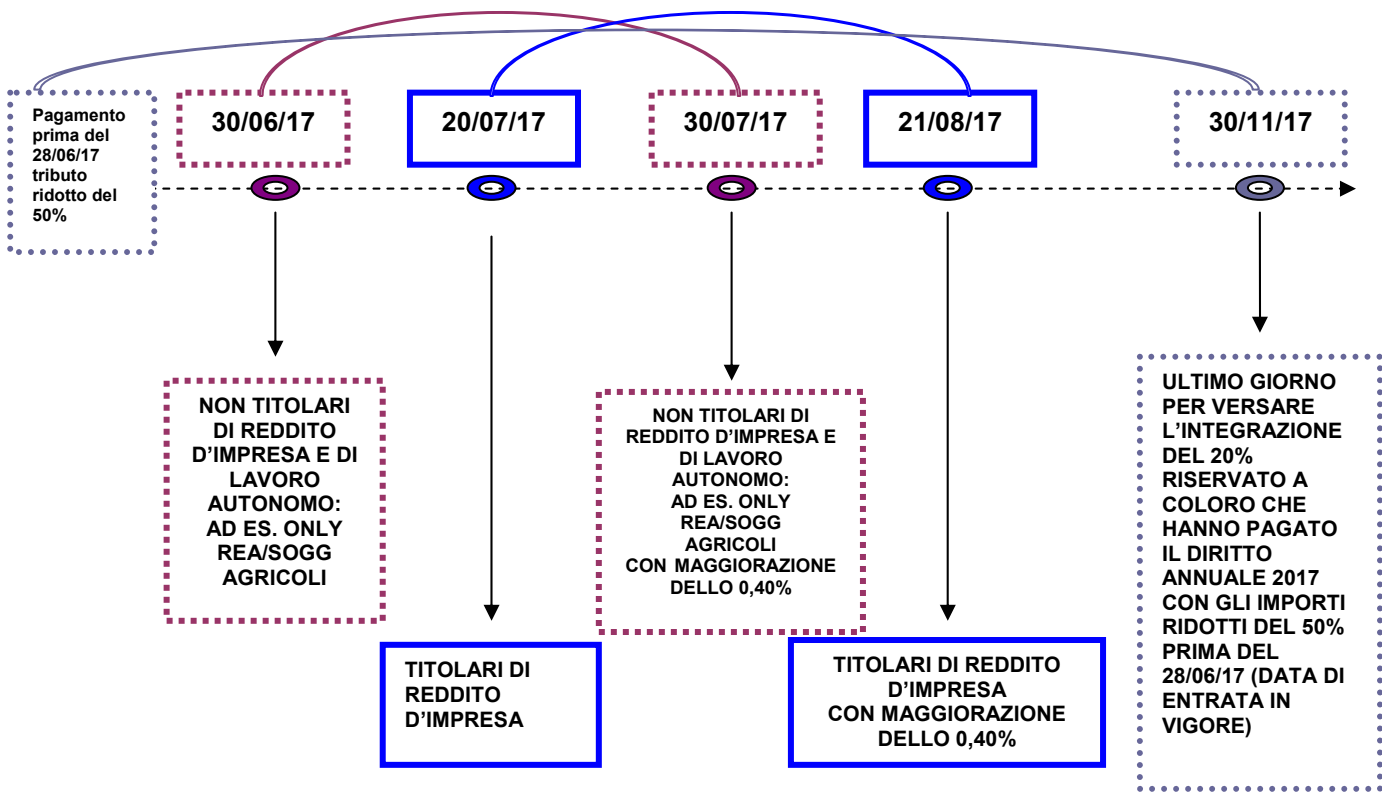 Pagamento
prima del
28/06/17
tributo
ridotto del
50%
30/06/17
20/07/17
30/07/17
21/08/17
30/11/17
NON TITOLARI
DI REDDITO
D’IMPRESA E DI
LAVORO
AUTONOMO:
AD ES. ONLY
REA/SOGG
AGRICOLI
TITOLARI DI
REDDITO
D’IMPRESA
NON TITOLARI DI
REDDITO D’IMPRESA E
DI LAVORO
AUTONOMO:
AD ES. ONLY
REA/SOGG
AGRICOLI
CON MAGGIORAZIONE
DELLO 0,40%
TITOLARI DI REDDITO
D’IMPRESA
CON MAGGIORAZIONE
DELLO 0,40%
ULTIMO GIORNO
PER VERSARE
L’INTEGRAZIONE
DEL 20%
RISERVATO A
COLORO CHE
HANNO PAGATO
IL DIRITTO
ANNUALE 2017
CON GLI IMPORTI
RIDOTTI DEL 50%
PRIMA DEL
28/06/17 (DATA DI
ENTRATA IN
VIGORE)